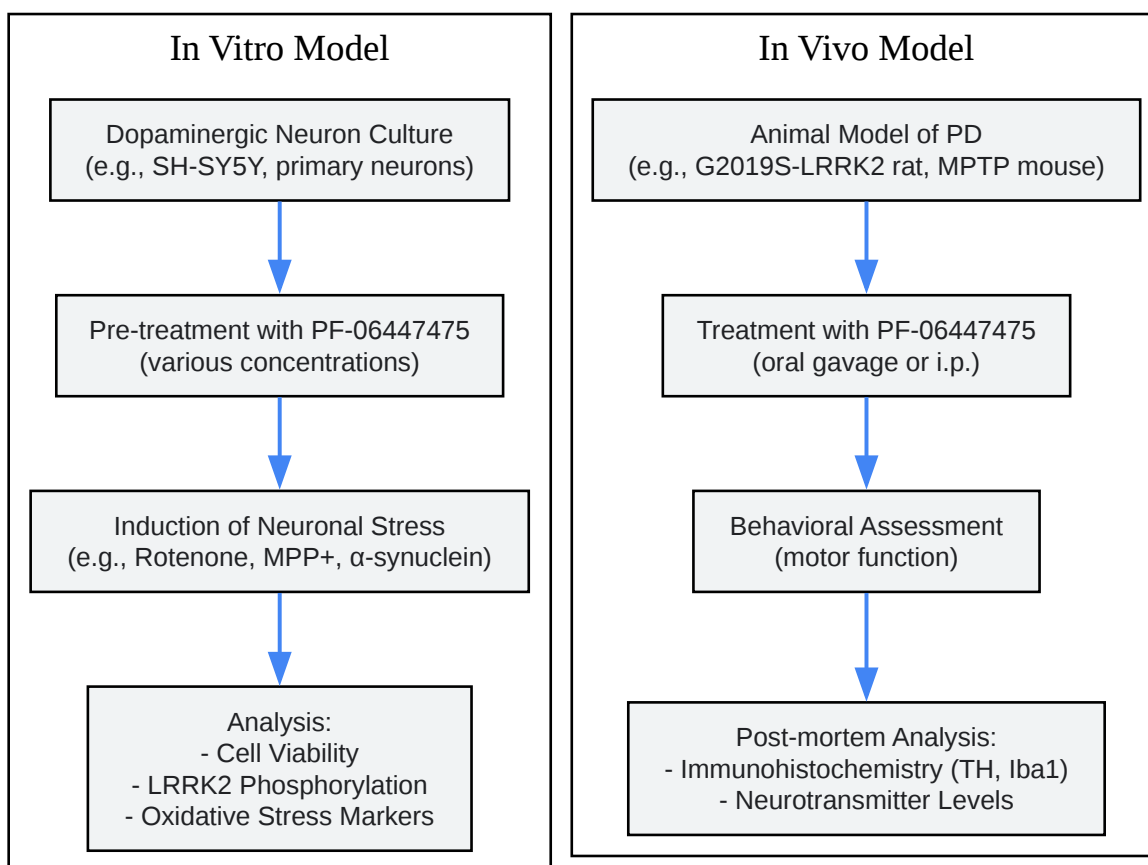 In Vitro Model
Dopaminergic Neuron Culture
(e.g., SH-SY5Y, primary neurons)
Pre-treatment with PF-06447475
(various concentrations)
Induction of Neuronal Stress
(e.g., Rotenone, MPP+, α-synuclein)
Analysis:
- Cell Viability
- LRRK2 Phosphorylation
- Oxidative Stress Markers
In Vivo Model
Animal Model of PD
(e.g., G2019S-LRRK2 rat, MPTP mouse)
Treatment with PF-06447475
(oral gavage or i.p.)
Behavioral Assessment
(motor function)
Post-mortem Analysis:
- Immunohistochemistry (TH, Iba1)
- Neurotransmitter Levels